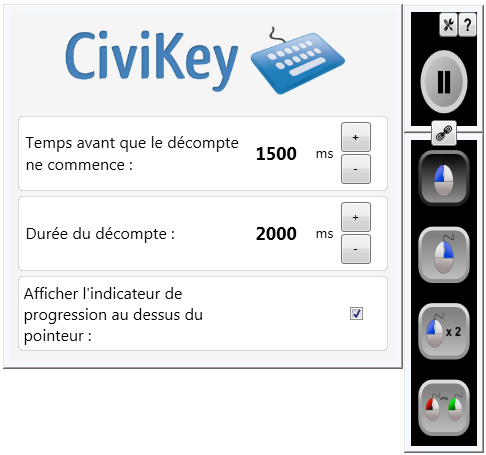 CiviKey
?
Temps avant que le décompte
ne commence :
1500 ms
+
-
Durée du décompte :
2000 ms
+
-
Afficher l'indicateur de
progression au dessus du
pointeur :
x 2